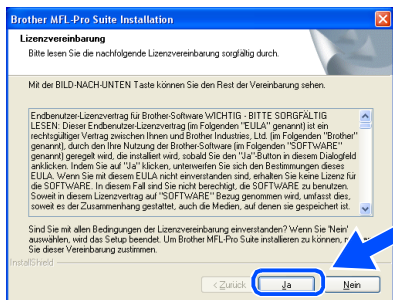 Brother MFL-Pro Suite Installation
Lizenzvereinbarung
Bitte lesen Sie die nachfolgende Lizenzvereinbarung sorgfältig durch.
Mit der BILD-NACH-UNTEN Taste können Sie den Rest der Vereinbarung sehen.
Endbenutzer-Lizenzvertrag für Brother-Software WICHTIG - BITTE SORGFÄLTIG
LESEN: Dieser Endbenutzer-Lizenzvertrag (im Folgenden "EULA" genannt) ist ein
rechtsgültiger Vertrag zwischen Ihnen und Brother Industries, Ltd. (im Folgenden "Brother"
genannt), durch den Ihre Nutzung der Brother-Software (im Folgenden "SOFTWARE"
genannt) geregelt wird, die installiert wird, sobald Sie den "Ja"-Button in diesem Dialogfeld
anklicken. Indem Sie auf "Ja" klicken, unterwerfen Sie sich den Bestimmungen dieses
EULA. Wenn Sie mit diesem EULA nicht einverstanden sind, erhalten Sie keine Lizenz für
die SOFTWARE. In diesem Fall sind Sie nicht berechtigt, die SOFTWARE zu benutzen.
Soweit in diesem Lizenzvertrag auf "SOFTWARE" Bezug genommen wird, umfasst dies,
soweit es der Zusammenhang gestattet, auch die Medien, auf denen sie gespeichert ist.
Sind Sie mit allen Bedingungen der Lizenzvereinbarung einverstanden? Wenn Sie 'Nein'
auswählen, wird das Setup beendet. Um Brother MFL-Pro Suite installieren zu können,
Sie dieser Vereinbarung zustimmen.
InstallShield
< Zurück
Ja
Nein